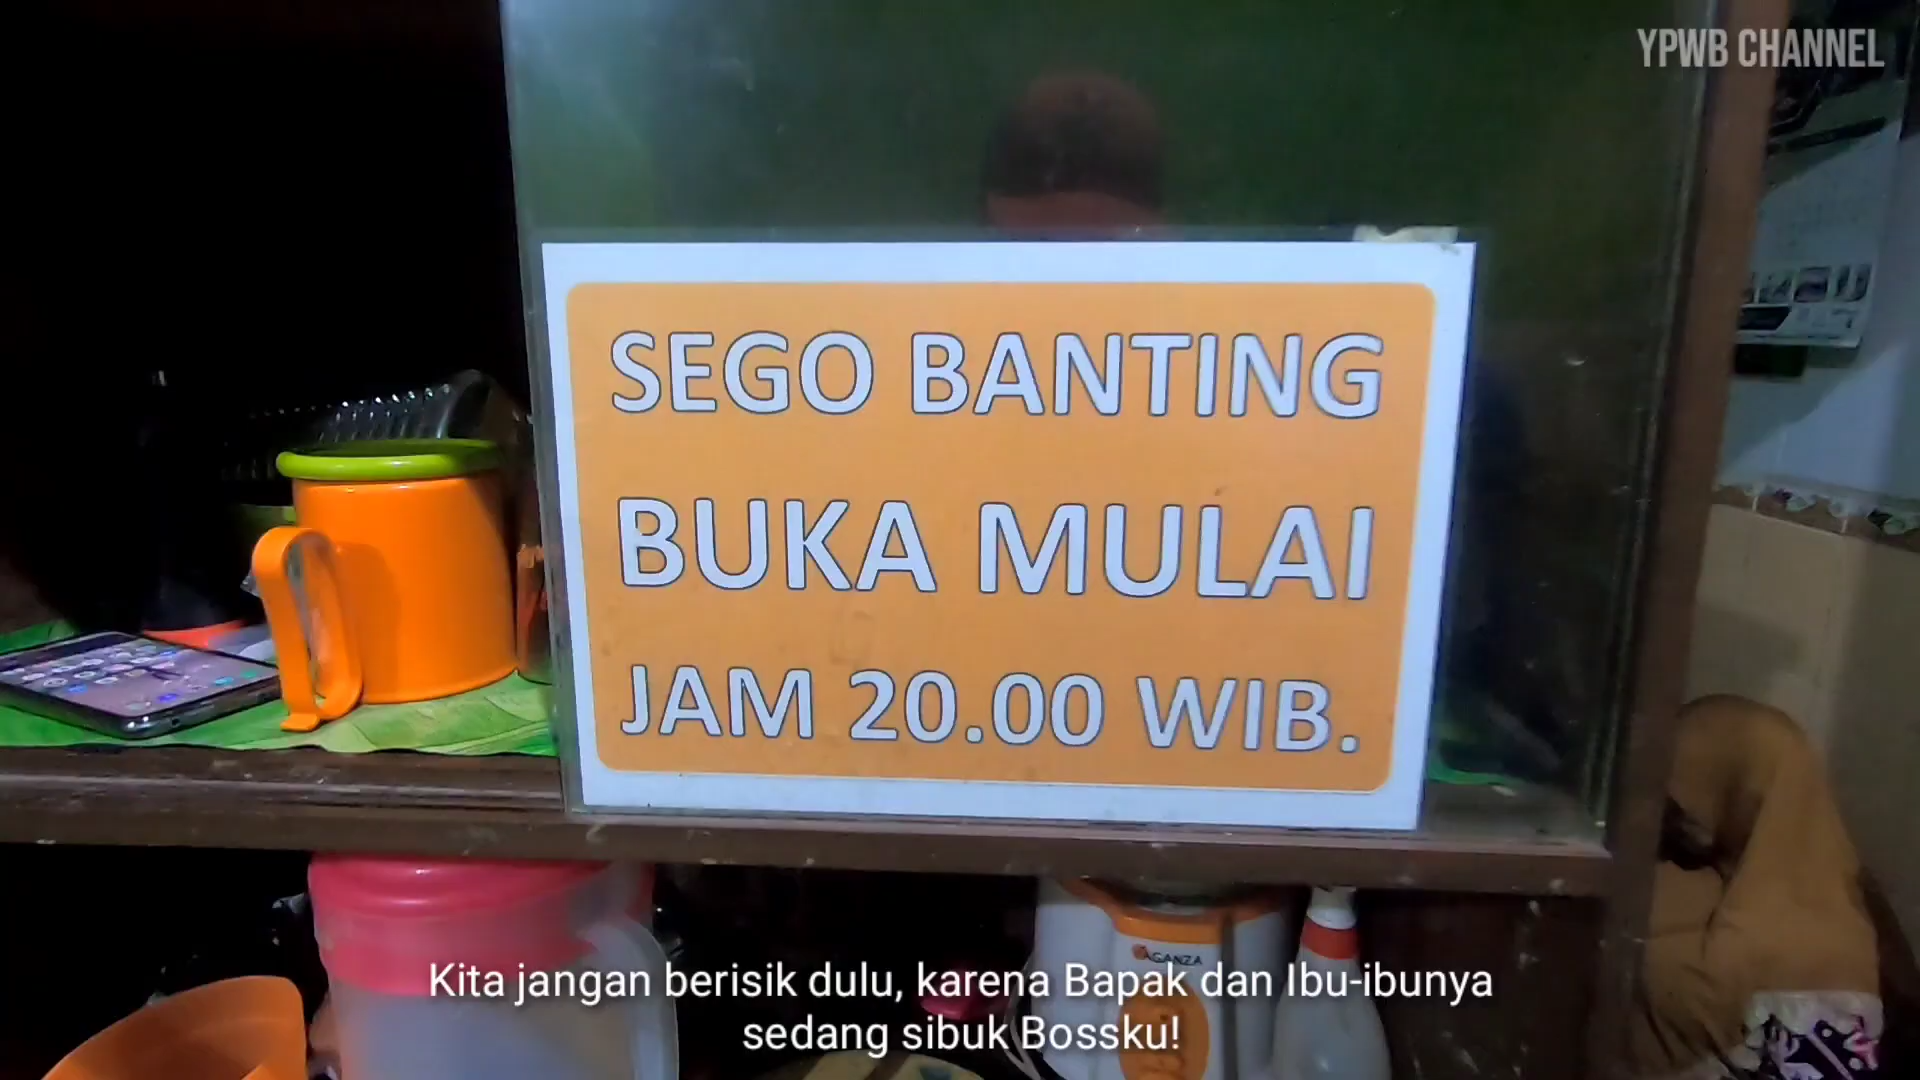 YPWB CHANNEL
SEGO BANTING
BUKA MULAI
JAM 20.00 WIB.
AGANZA
Kita jangan berisik dulu, karena Bapak dan Ibu-ibunya
sedang sibuk Bossku!